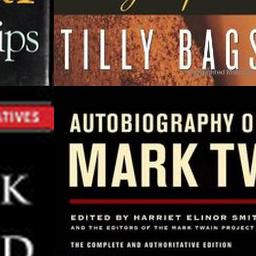 ips
TILLY BAGS
ATIVES
AUTOBIOGRAPHY O
MARK TW
K
EDITED BY HARRIET ELINOR SMIT
AND THE EDITORS OF THE MARK TWAIN PROJECT
THE COMPLETE AND AUTHORITATIVE EDITION
D